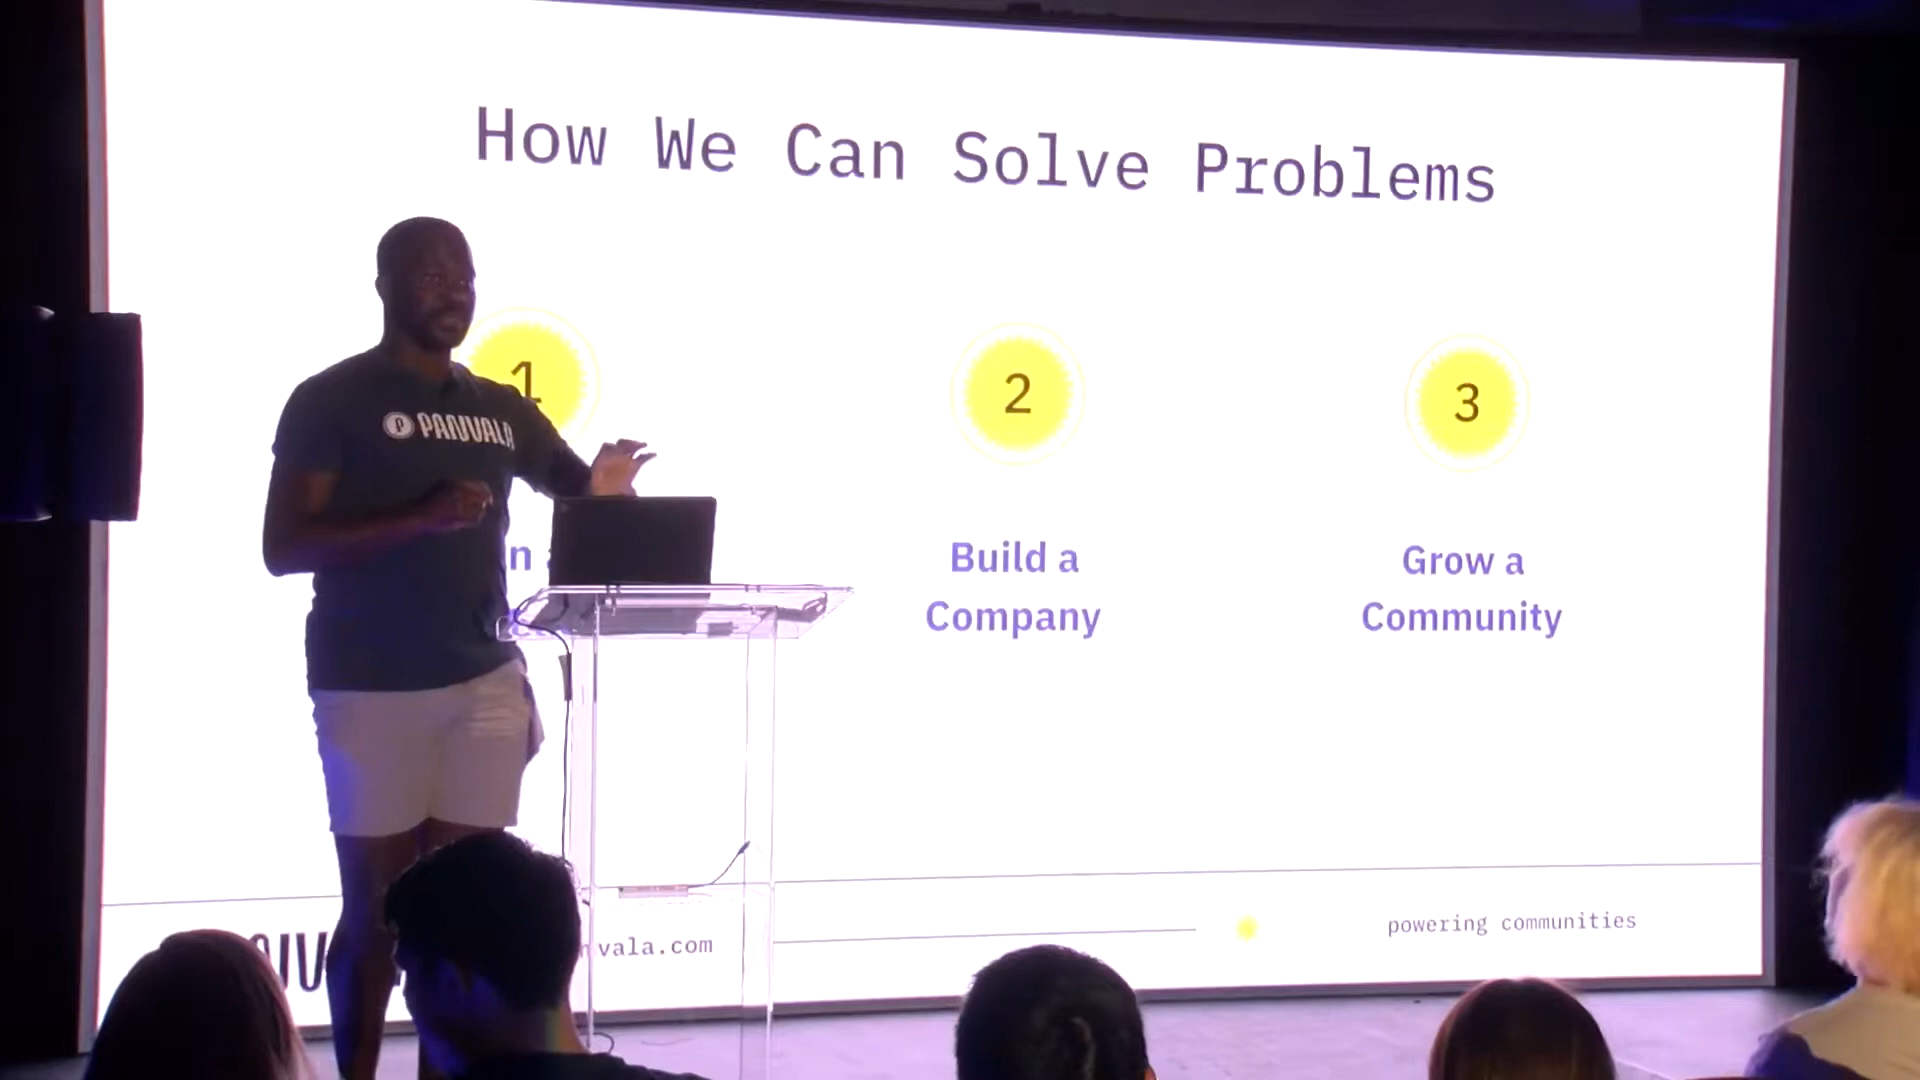 How We Can Solve Problems
1
2
3
PANVALA
Build a
Company
Grow a
Community
vala.com
powering communities